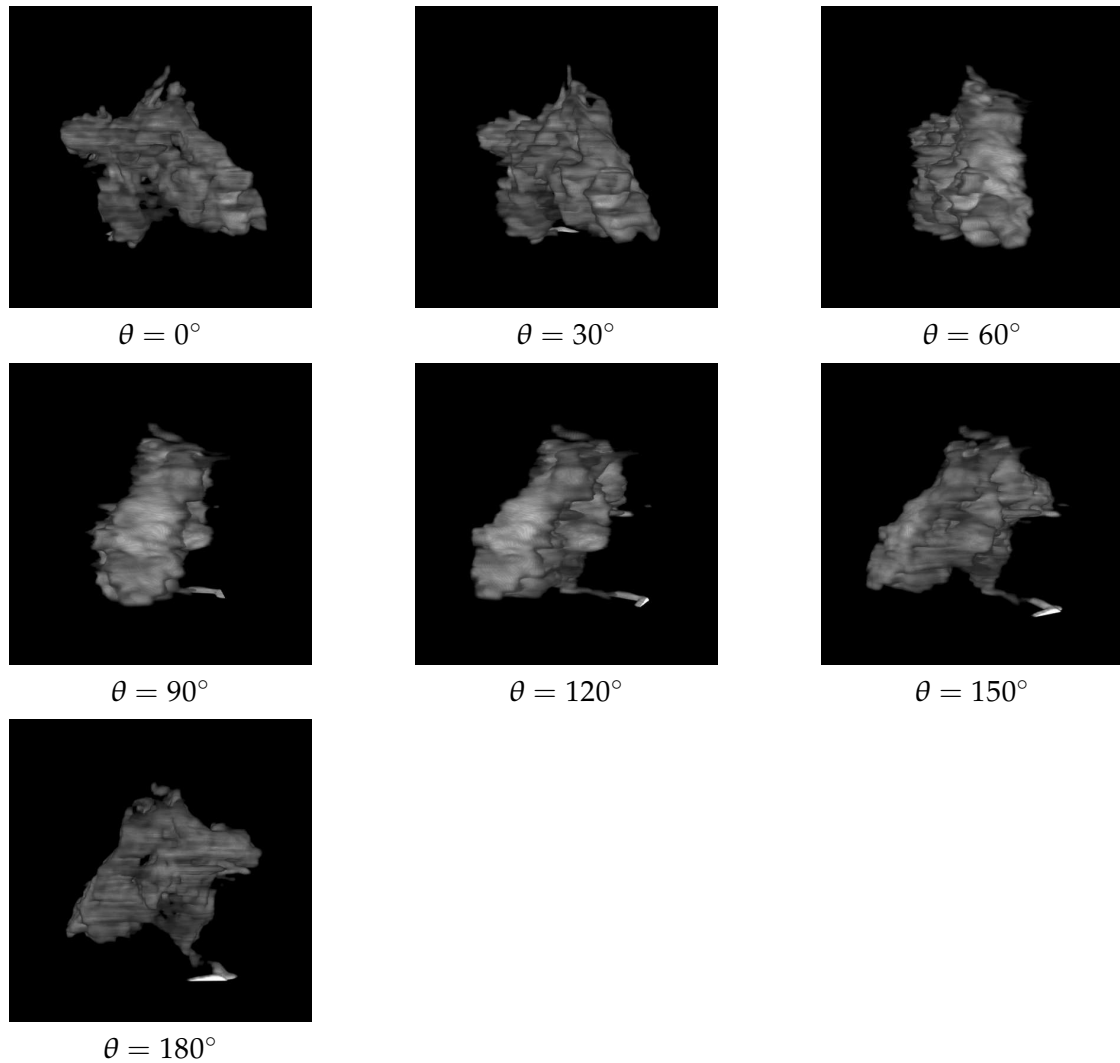 θ = 0°
θ = 30°
θ = 60°
θ = 90°
θ = 120°
θ = 150°
θ = 180°